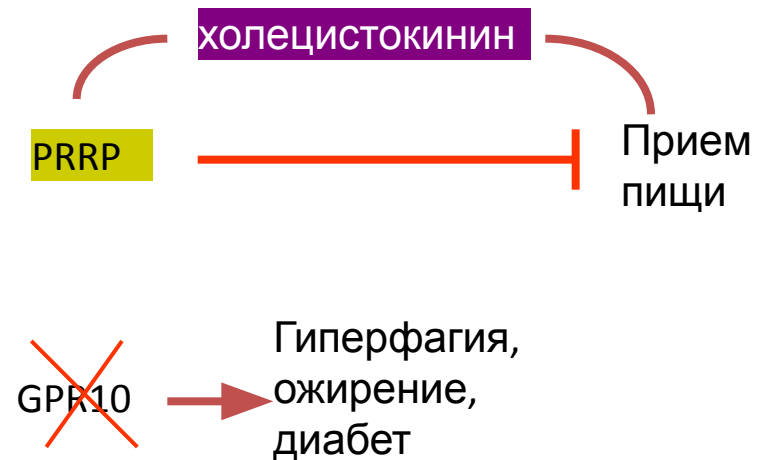 холецистокинин
PRRP
Прием
пищи
GPR10
Гиперфагия,
ожирение,
диабет